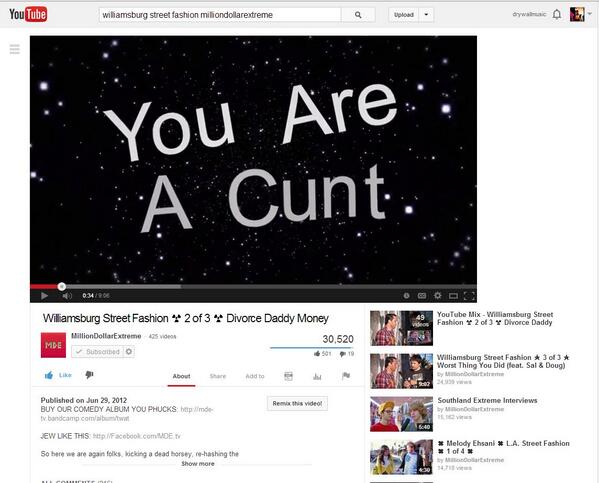 YouTube williamsburg street fashion milliondollarextreme Upload drywallmusic
You Are
A Cunt
0:34 / 9:06
Williamsburg Street Fashion ☢ 2 of 3 ☢ Divorce Daddy Money
MDE
MillionDollarExtreme · 425 videos
Subscribed
30,520
501 19
Like About Share Add to
Published on Jun 29, 2012
BUY OUR COMEDY ALBUM YOU PHUCKS: http://mde-
tv.bandcamp.com/album/twat
Remix this video!
JEW LIKE THIS: http://Facebook.com/MDE.tv
So here we are again folks, kicking a dead horsey, re-hashing the
Show more
ALL COMMENTS
49
videos
YouTube Mix - Williamsburg Street
Fashion ☢ 2 of 3 ☢ Divorce Daddy
9:02
Williamsburg Street Fashion ★ 3 of 3 ★
Worst Thing You Did (feat. Sal & Doug)
by MillionDollarExtreme
24,939 views
5:40
Southland Extreme Interviews
by MillionDollarExtreme
15,162 views
4:30
✖ Melody Ehsani ✖ L.A. Street Fashion
✖ 1 of 4 ✖
by MillionDollarExtreme
14,718 views